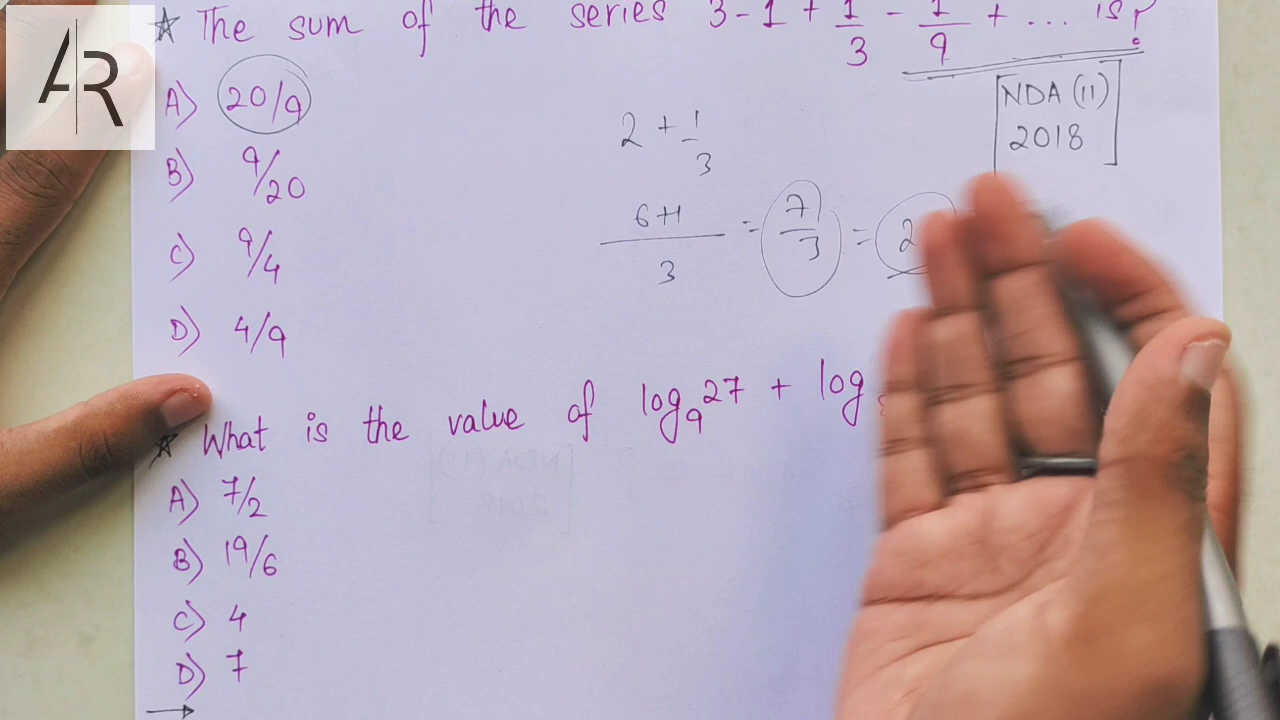 AR
☆ The sum of the series 3 - 1 + 1/3 - 1/9 + ... is?
NDA (II)
2018
A) 20/9
B) 9/20
C) 9/4
D) 4/9
2 + 1/3
6+1/3 = 7/3 = 2
☆ What is the value of log₉27 + log
A) 7/2
B) 19/6
C) 4
D) 7
→